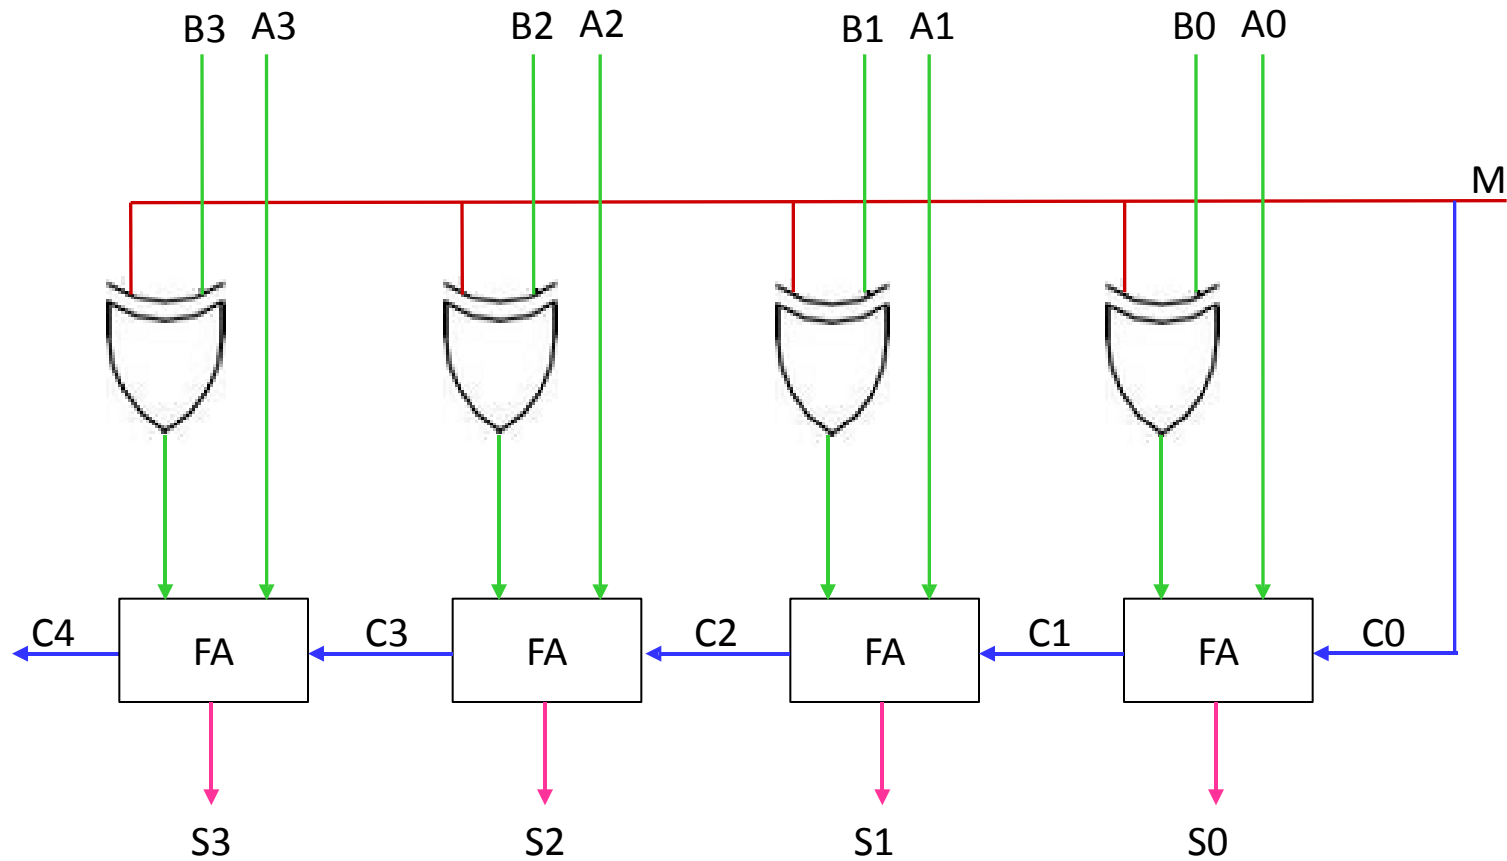 B3 A3 B2 A2 B1 A1 B0 A0
M
C4 FA C3 FA C2 FA C1 FA C0
S3 S2 S1 S0